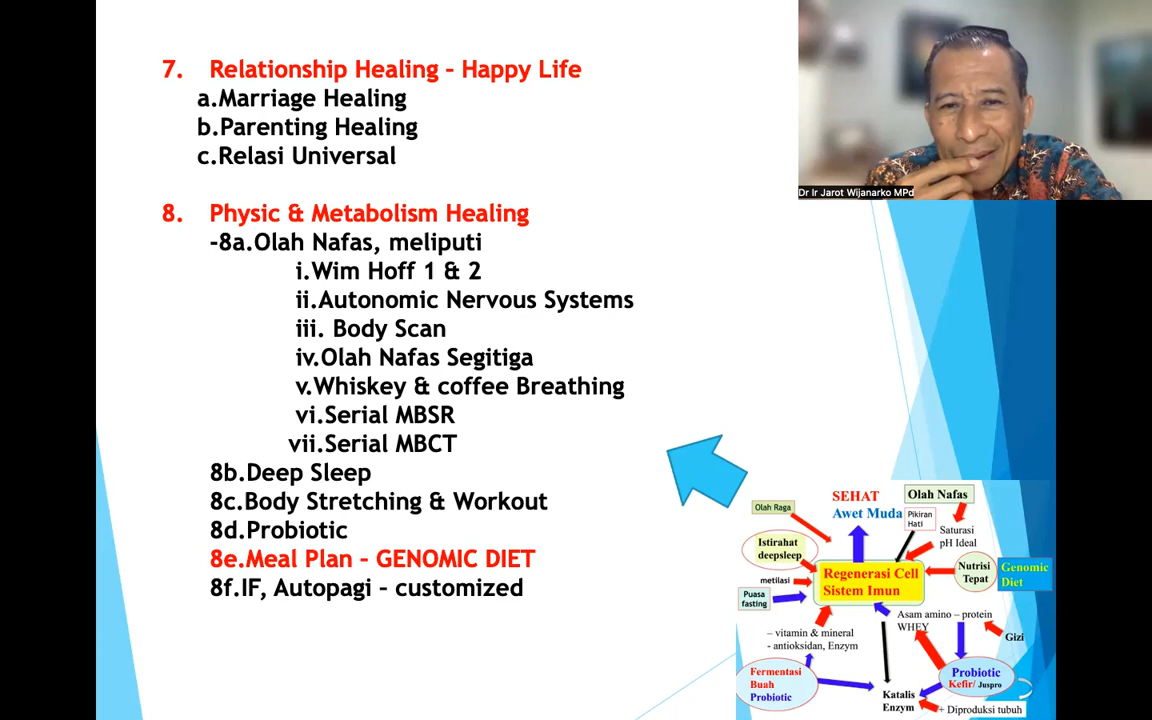 7. Relationship Healing - Happy Life
a.Marriage Healing
b.Parenting Healing
c.Relasi Universal
8. Physic & Metabolism Healing
-8a.Olah Nafas, meliputi
i.Wim Hoff 1 & 2
ii.Autonomic Nervous Systems
iii. Body Scan
iv.Olah Nafas Segitiga
v.Whiskey & coffee Breathing
vi.Serial MBSR
vii.Serial MBCT
8b.Deep Sleep
8c.Body Stretching & Workout
8d.Probiotic
8e.Meal Plan - GENOMIC DIET
8f.IF, Autopagi - customized
Dr Ir Jarot Wijanarko MPd
SEHAT
Awet Muda
Olah Nafas
Olah Raga
Pikiran
Hati
Saturasi
pH Ideal
Istirahat
deepsleep
Nutrisi
Tepat
Genomic
Diet
Regenerasi Cell
Sistem Imun
metilasi
Puasa
fasting
Asam amino – protein
WHEY
Gizi
– vitamin & mineral
- antioksidan, Enzym
Fermentasi
Buah
Probiotic
Probiotic
Kefir/ Juspro
Katalis
Enzym
+ Diproduksi tubuh